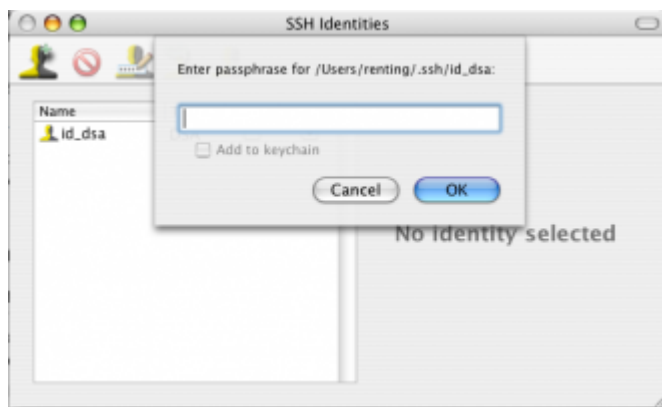 SSH Identities
Enter passphrase for /Users/renting/.ssh/id_dsa:
Name
id_dsa
Add to keychain
Cancel
OK
No identity selected